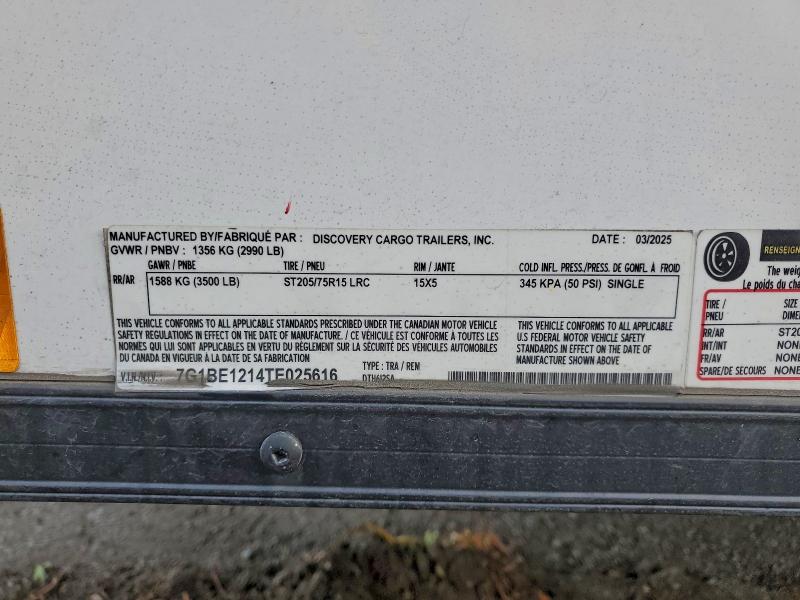 MANUFACTURED BY/FABRIQUÉ PAR : DISCOVERY CARGO TRAILERS, INC. DATE : 03/2025
GVWR / PNBV : 1356 KG (2990 LB)
GAWR / PNBE TIRE / PNEU RIM / JANTE COLD INFL. PRESS./PRESS. DE GONFL À FROID
RR/AR 1588 KG (3500 LB) ST205/75R15 LRC 15X5 345 KPA (50 PSI) SINGLE
THIS VEHICLE CONFORMS TO ALL APPLICABLE STANDARDS PRESCRIBED UNDER THE CANADIAN MOTOR VEHICLE
SAFETY REGULATIONS IN EFFECT ON THE DATE OF MANUFACTURE. / CE VÉHICULE EST CONFORME À TOUTES LES
NORMES QUI LUI SONT APPLICABLES EN VERTU DU RÈGLEMENT SUR LA SÉCURITÉ DES VÉHICULES AUTOMOBILES
DU CANADA EN VIGUEUR À LA DATE DE SA FABRICATION
THIS VEHICLE CONFORMS TO ALL APPLICABLE
U.S FEDERAL MOTOR VEHICLE SAFETY
STANDARDS IN EFFECT ON THE DATE OF
MANUFACTURE SHOWN ABOVE
V.I.N./N.I.V. 7G1BE1214TE025616 TYPE : TRA / REM
DTH612SA
RENSEIGN
The weig
Le poids du cha
TIRE / SIZE
PNEU DIME
RR/AR ST20
INT/INT NON
FR/AV NON
SPARE/DE SECOURS NONE